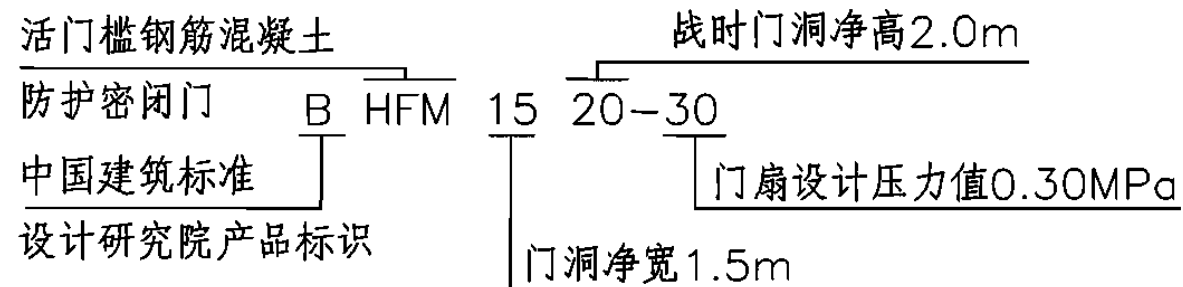 活门槛钢筋混凝土
战时门洞净高2.0m
防护密闭门
B HFM 15 20-30
中国建筑标准
门扇设计压力值0.30MPa
设计研究院产品标识
门洞净宽1.5m